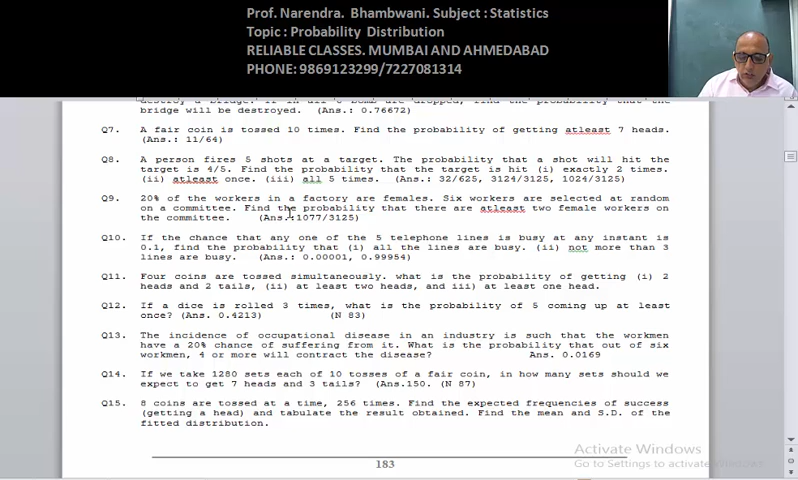 Prof. Narendra. Bhambwani. Subject : Statistics
Topic : Probability Distribution
RELIABLE CLASSES. MUMBAI AND AHMEDABAD
PHONE: 9869123299/7227081314
destroy a bridge. If in all 6 bomb are dropped, find the probability that the
bridge will be destroyed. (Ans.: 0.76672)
Q7. A fair coin is tossed 10 times. Find the probability of getting atleast 7 heads.
(Ans.: 11/64)
Q8. A person fires 5 shots at a target. The probability that a shot will hit the
target is 4/5. Find the probability that the target is hit (i) exactly 2 times.
(ii) atleast once. (iii) all 5 times. (Ans.: 32/625, 3124/3125, 1024/3125)
Q9. 20% of the workers in a factory are females. Six workers are selected at random
on a committee. Find the probability that there are atleast two female workers on
the committee. (Ans.:1077/3125)
Q10. If the chance that any one of the 5 telephone lines is busy at any instant is
0.1, find the probability that (i) all the lines are busy. (ii) not more than 3
lines are busy. (Ans.: 0.00001, 0.99954)
Q11. Four coins are tossed simultaneously. what is the probability of getting (i) 2
heads and 2 tails, (ii) at least two heads, and iii) at least one head.
Q12. If a dice is rolled 3 times, what is the probability of 5 coming up at least
once? (Ans. 0.4213) (N 83)
Q13. The incidence of occupational disease in an industry is such that the workmen
have a 20% chance of suffering from it. What is the probability that out of six
workmen, 4 or more will contract the disease? Ans. 0.0169
Q14. If we take 1280 sets each of 10 tosses of a fair coin, in how many sets should we
expect to get 7 heads and 3 tails? (Ans.150. (N 87)
Q15. 8 coins are tossed at a time, 256 times. Find the expected frequencies of success
(getting a head) and tabulate the result obtained. Find the mean and S.D. of the
fitted distribution.
183
Activate Windows
Go to Settings to activate Windows